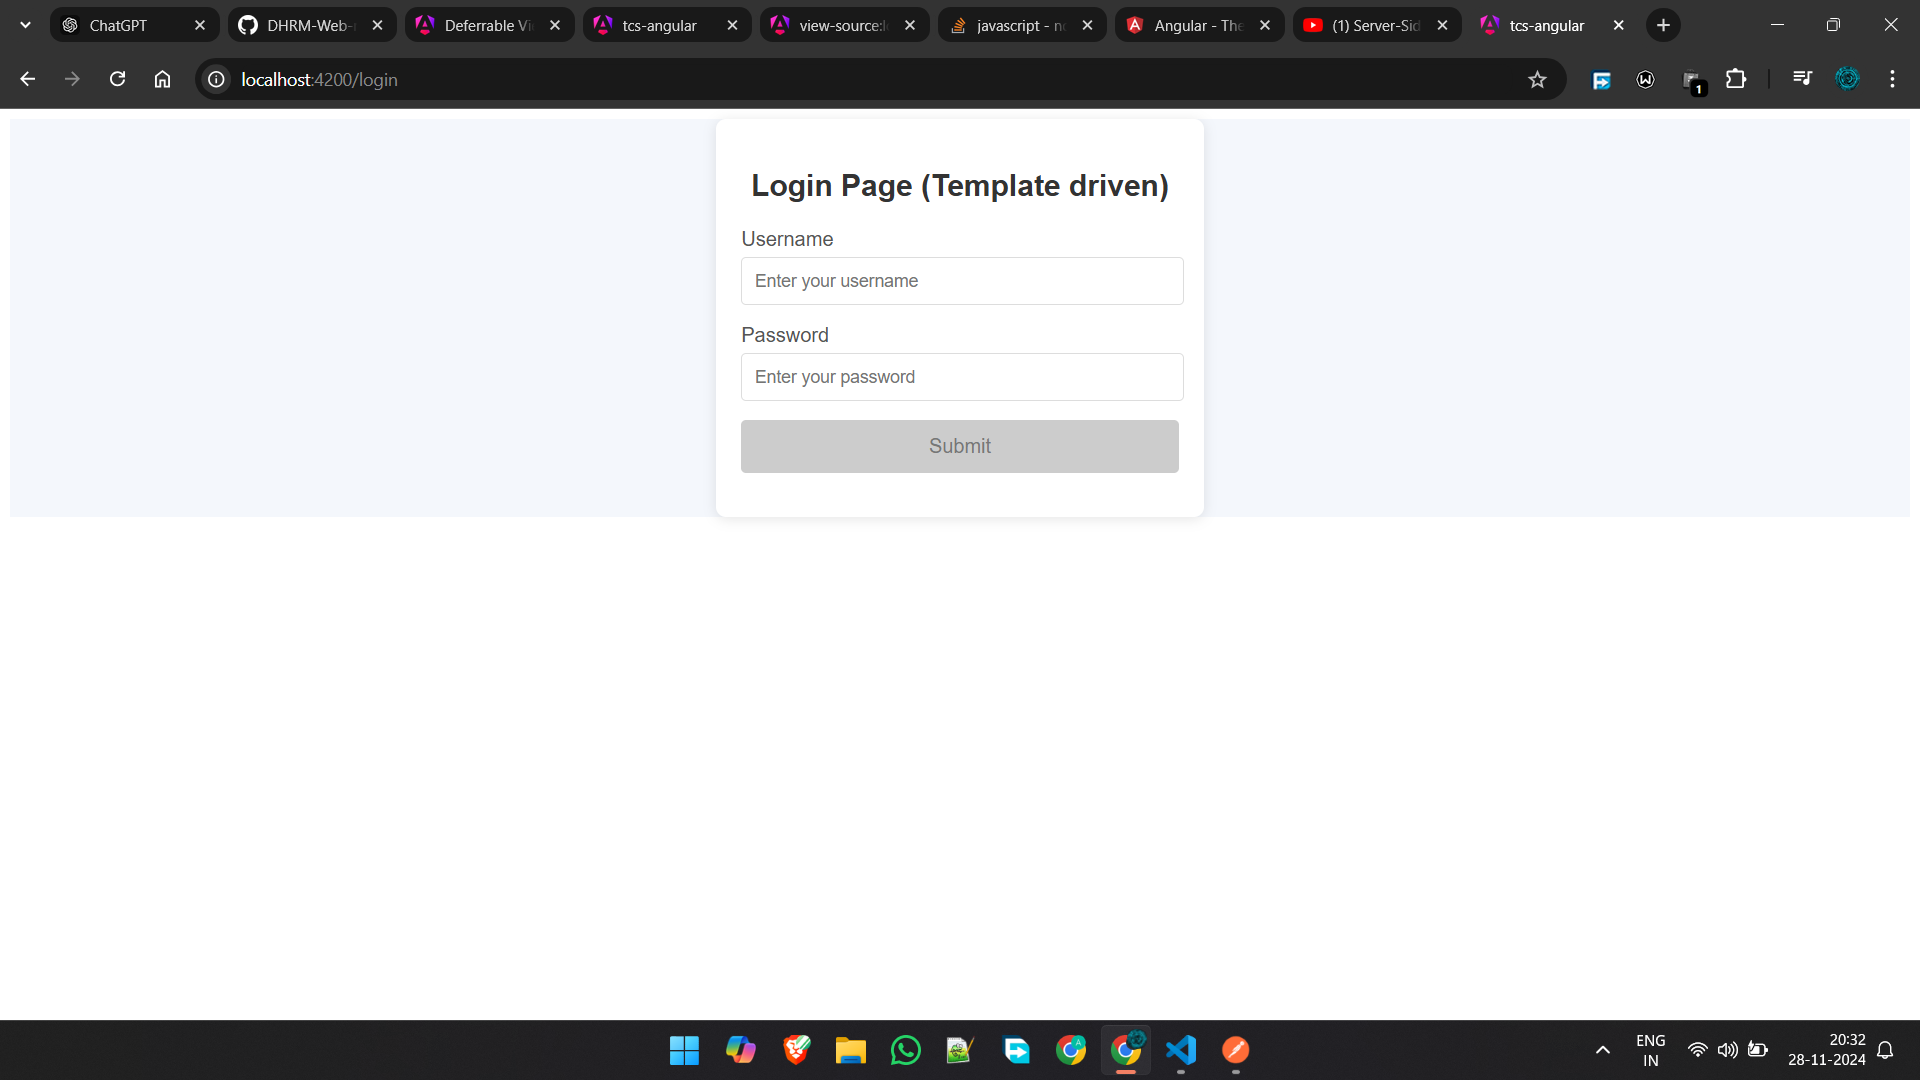 ChatGPT
DHRM-Web-
Deferrable Vi
tcs-angular
view-source:l
javascript - n
Angular - The
(1) Server-Sid
tcs-angular
localhost:4200/login
1
Login Page (Template driven)
Username
Enter your username
Password
Enter your password
Submit
ENG
IN
20:32
28-11-2024